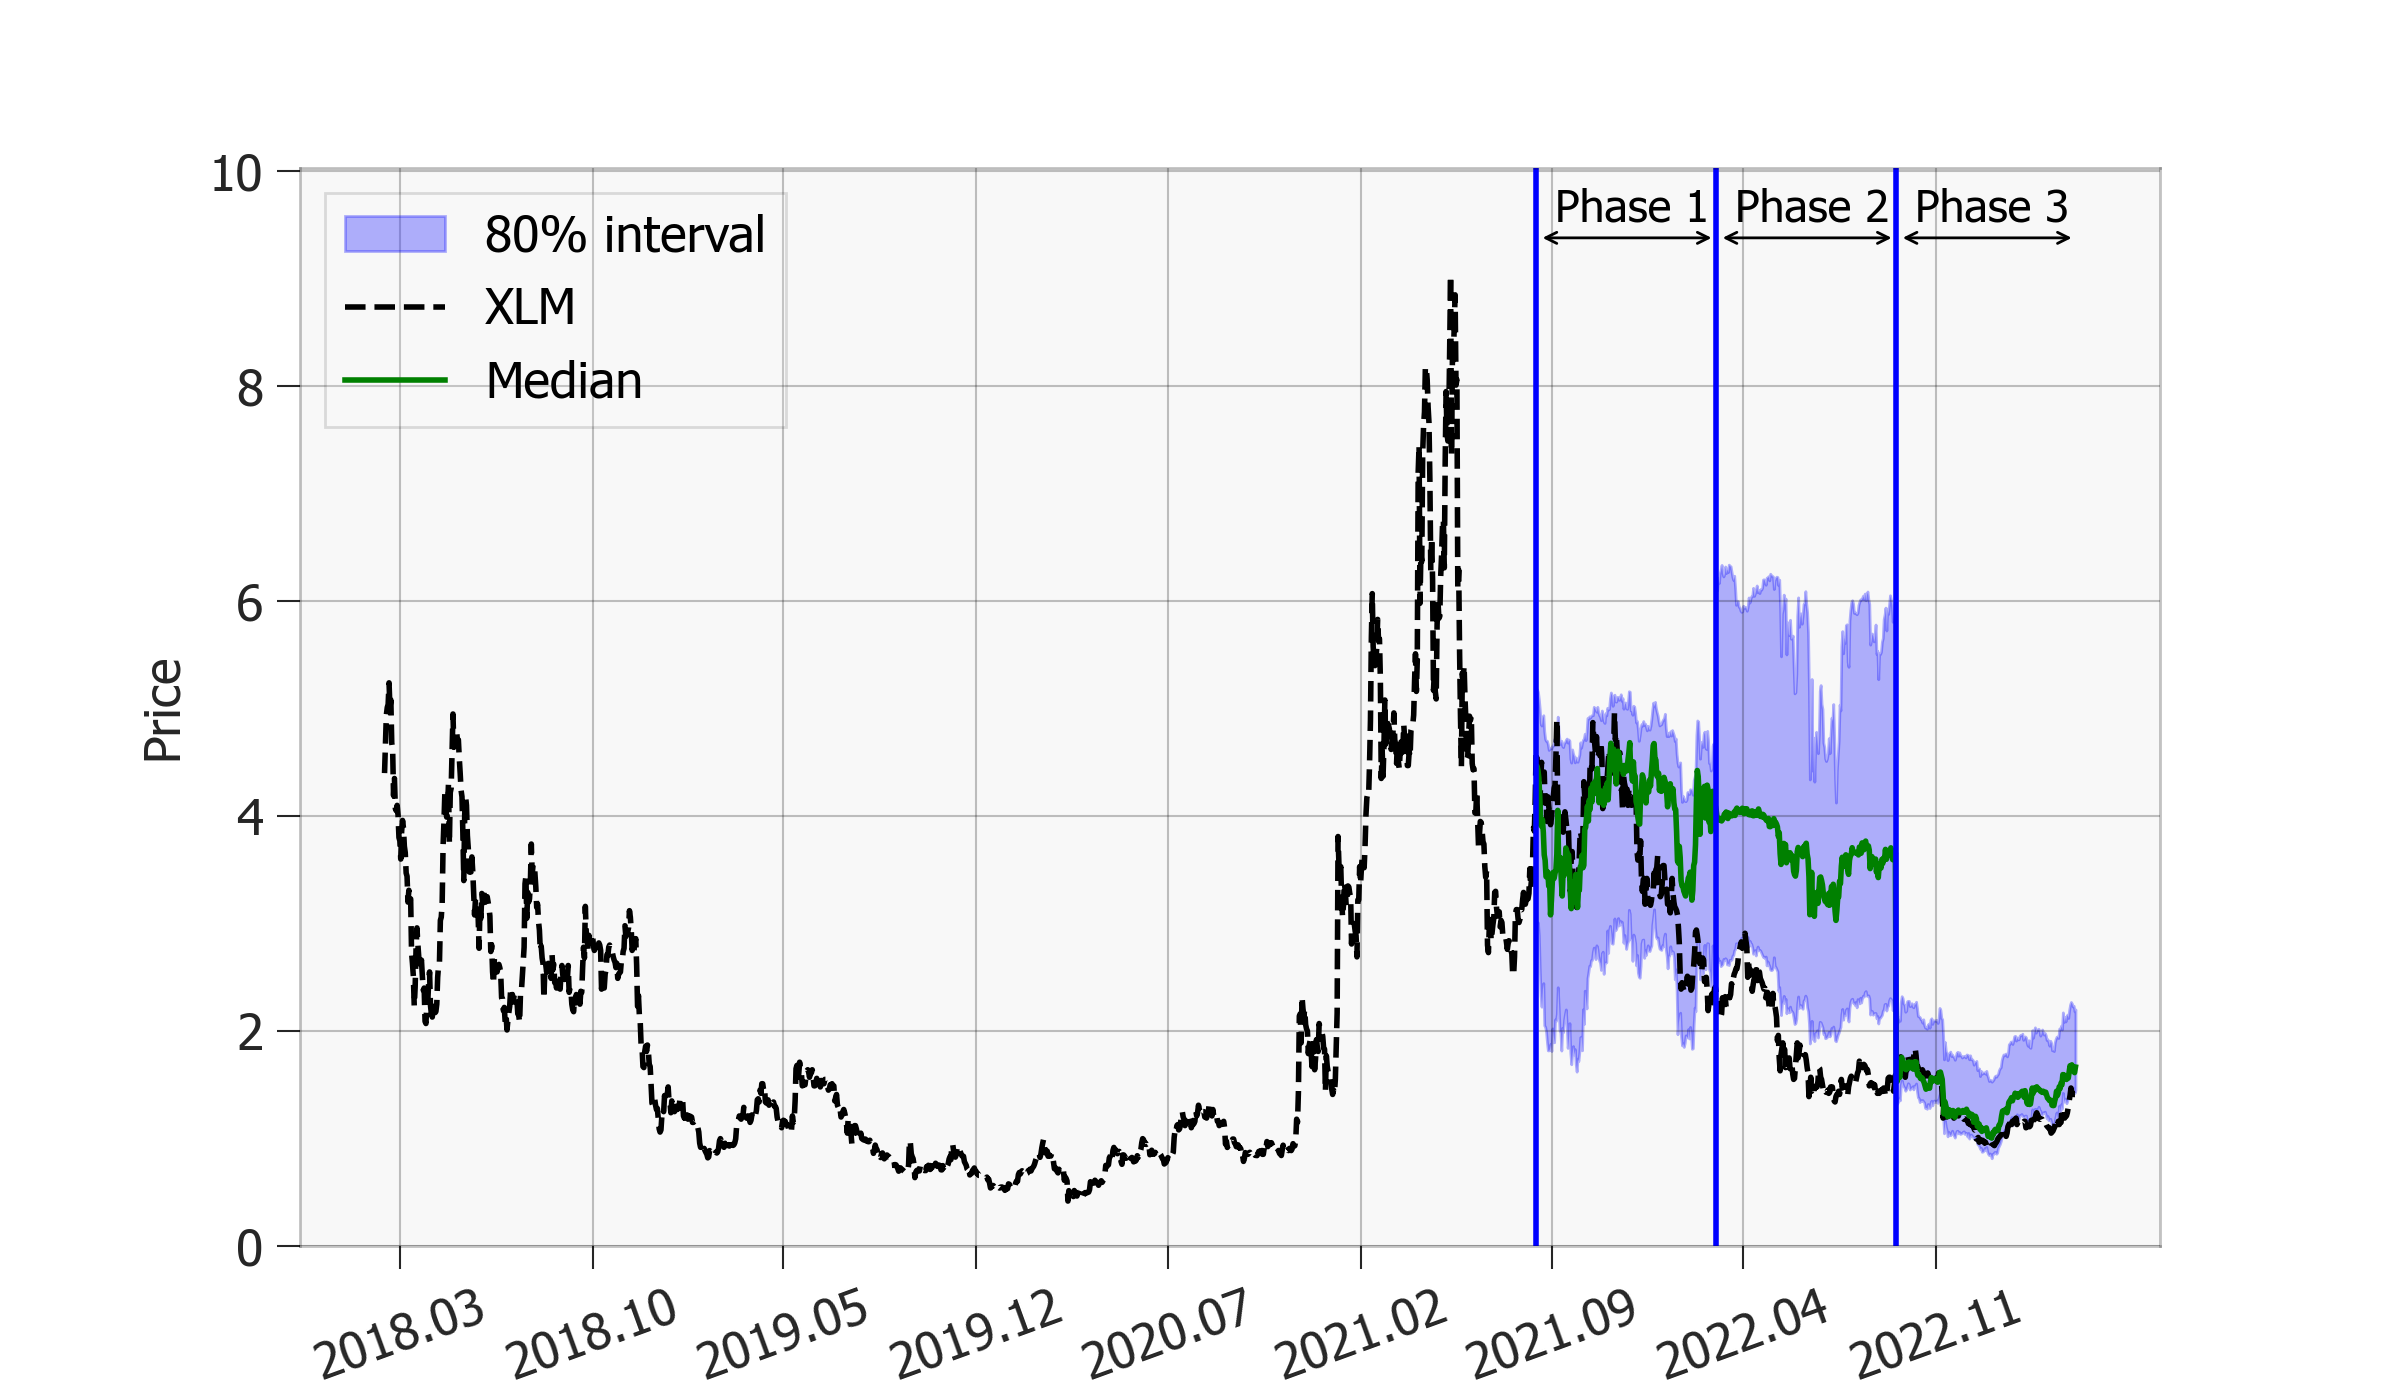 10
8
6
4
2
0
Price
80% interval
XLM
Median
Phase 1
Phase 2
Phase 3
2018.03
2018.10
2019.05
2019.12
2020.07
2021.02
2021.09
2022.04
2022.11